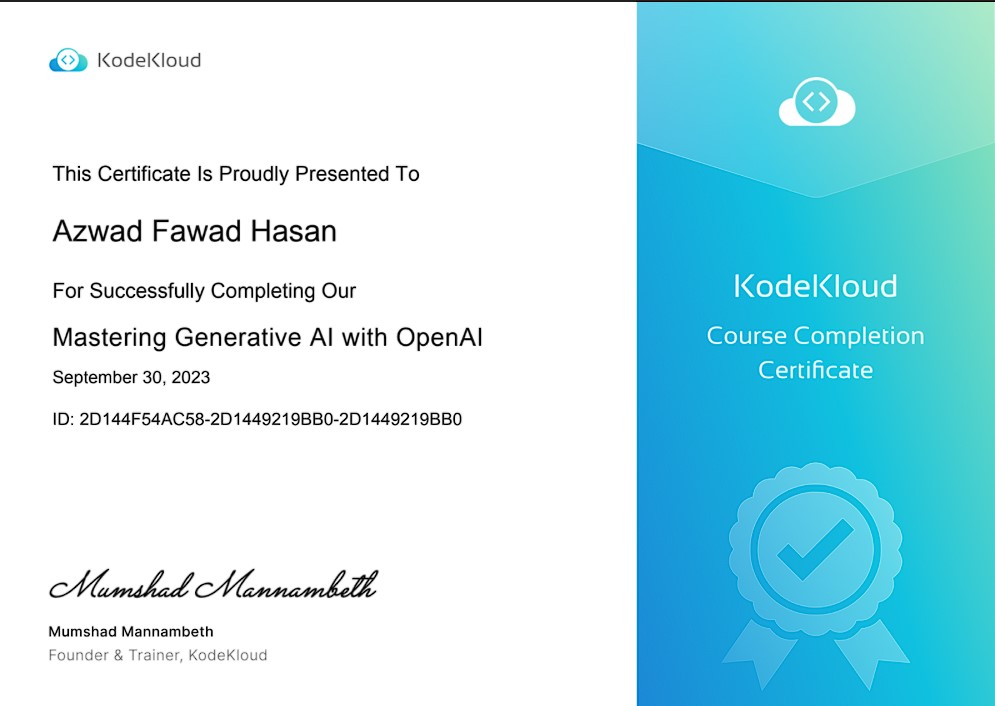 KodeKloud
This Certificate Is Proudly Presented To
Azwad Fawad Hasan
For Successfully Completing Our
Mastering Generative AI with OpenAI
September 30, 2023
ID: 2D144F54AC58-2D1449219BB0-2D1449219BB0
Mumshad Mannambeth
Mumshad Mannambeth
Founder & Trainer, KodeKloud
KodeKloud
Course Completion
Certificate